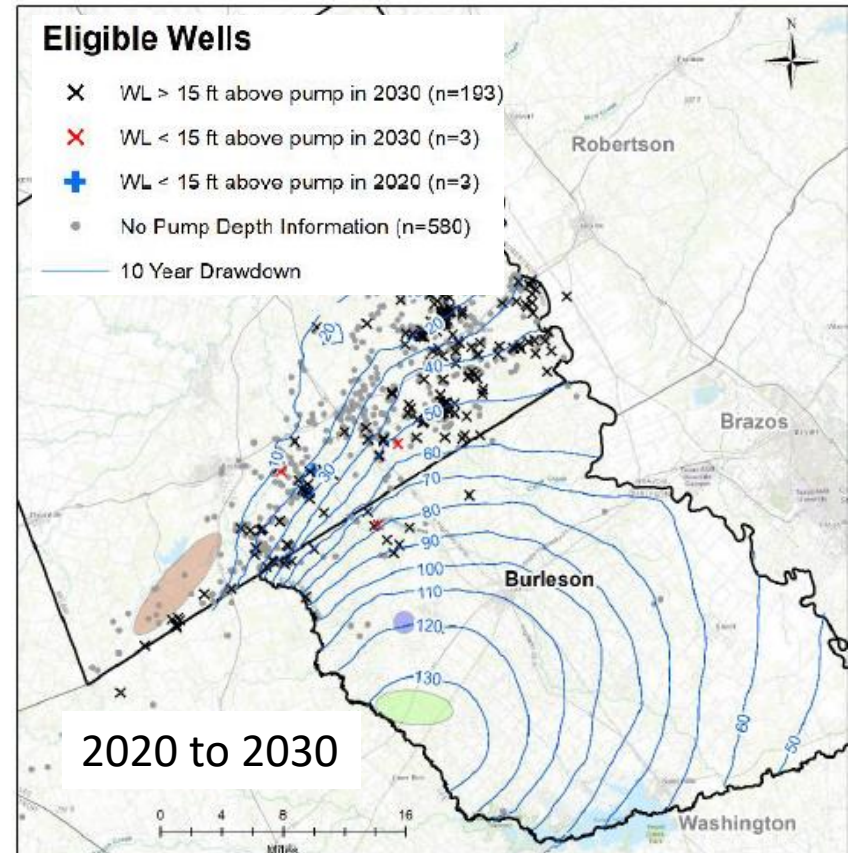 Eligible Wells
WL > 15 ft above pump in 2030 (n=193)
WL < 15 ft above pump in 2030 (n=3)
WL < 15 ft above pump in 2020 (n=3)
No Pump Depth Information (n=580)
10 Year Drawdown
N
Robertson
20
20
40
50
Brazos
10
30
60
70
80
90
100
Burleson
110
120
130
60
50
2020 to 2030
0 4 8 16
Miles
Washington